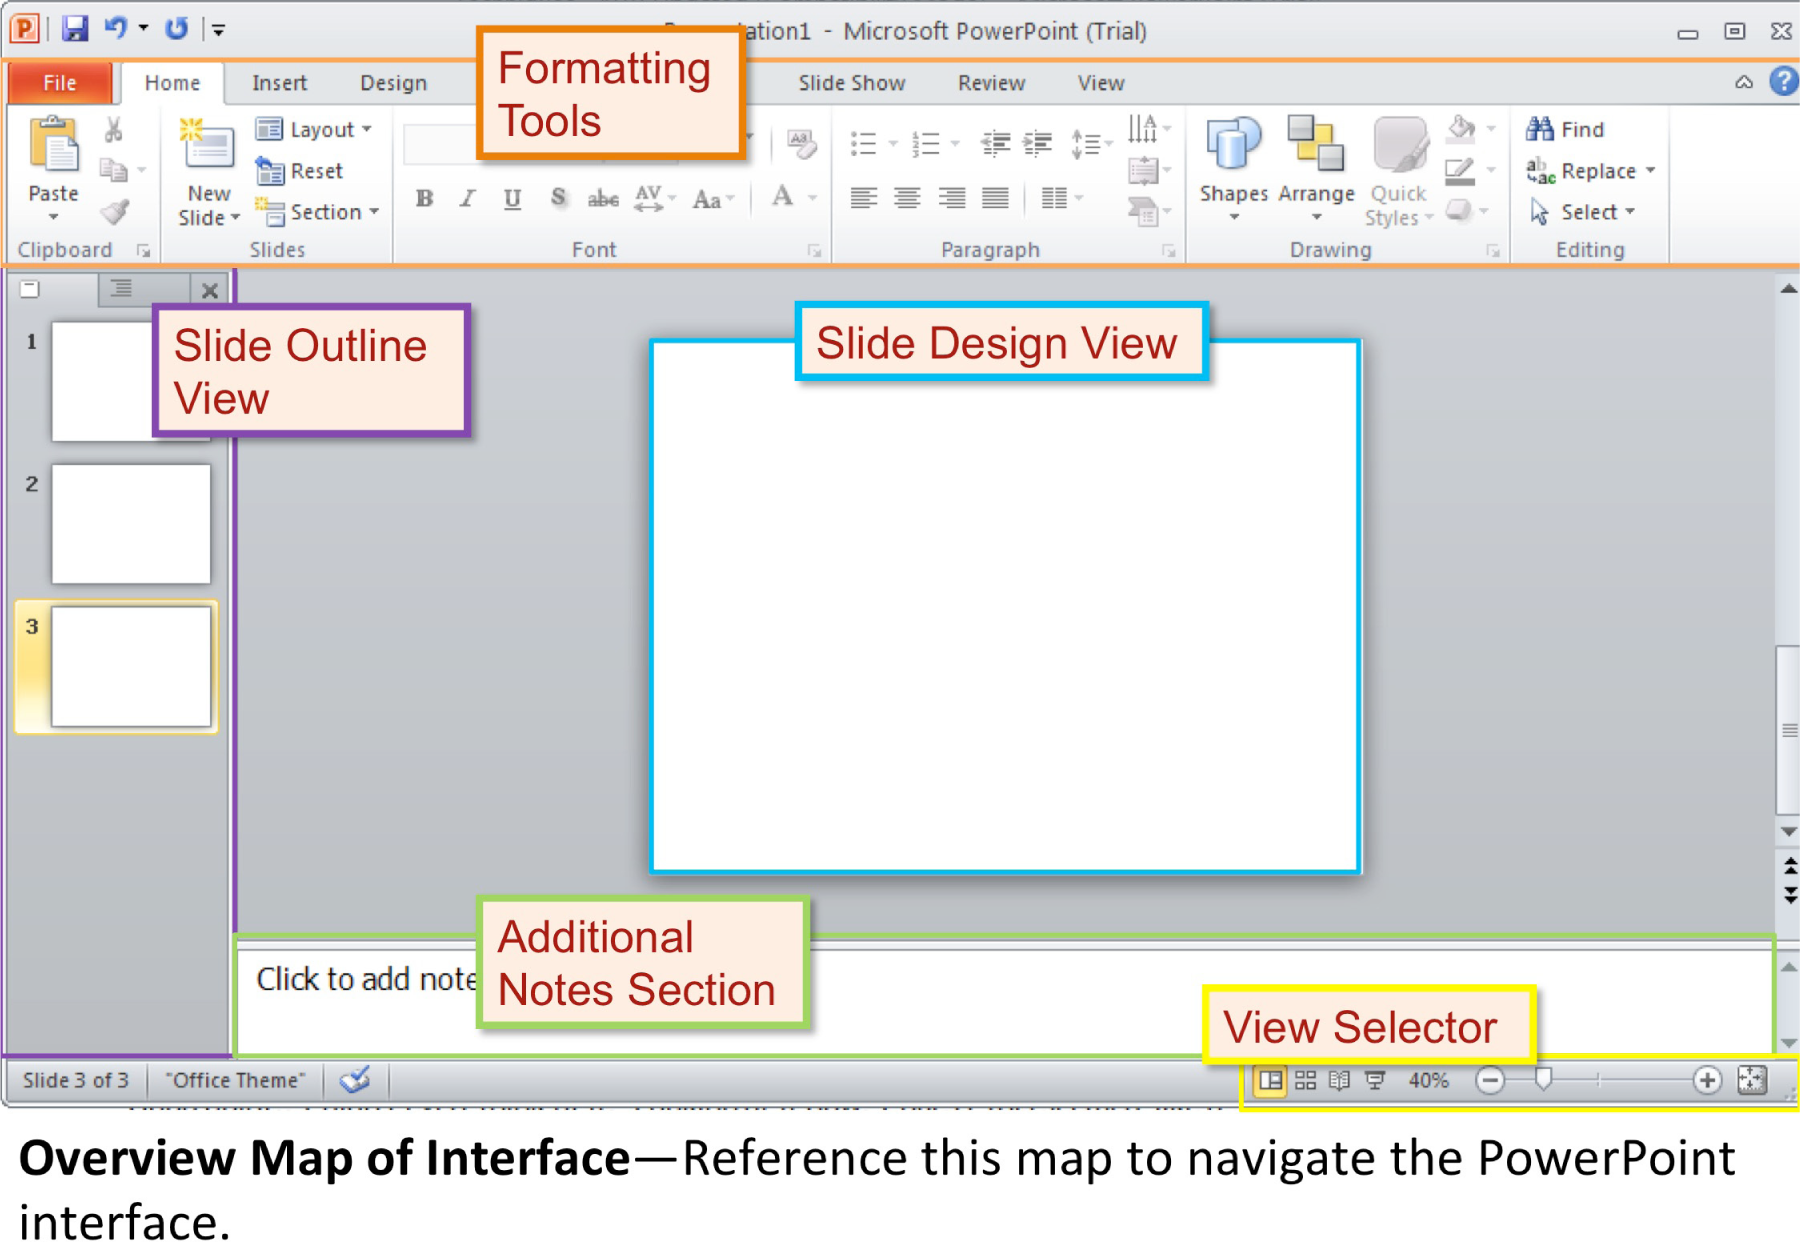 ation1 - Microsoft PowerPoint (Trial)
Formatting
Tools
File Home Insert Design Slide Show Review View
Paste
New
Slide
Layout
Reset
Section
B I U S abc AV Aa A
Shapes Arrange Quick
Styles
Find
Replace
Select
Clipboard Slides Font Paragraph Drawing Editing
1
2
3
Slide Outline
View
Slide Design View
Additional
Notes Section
Click to add note
View Selector
Slide 3 of 3 "Office Theme" 40%
Overview Map of Interface—Reference this map to navigate the PowerPoint
interface.